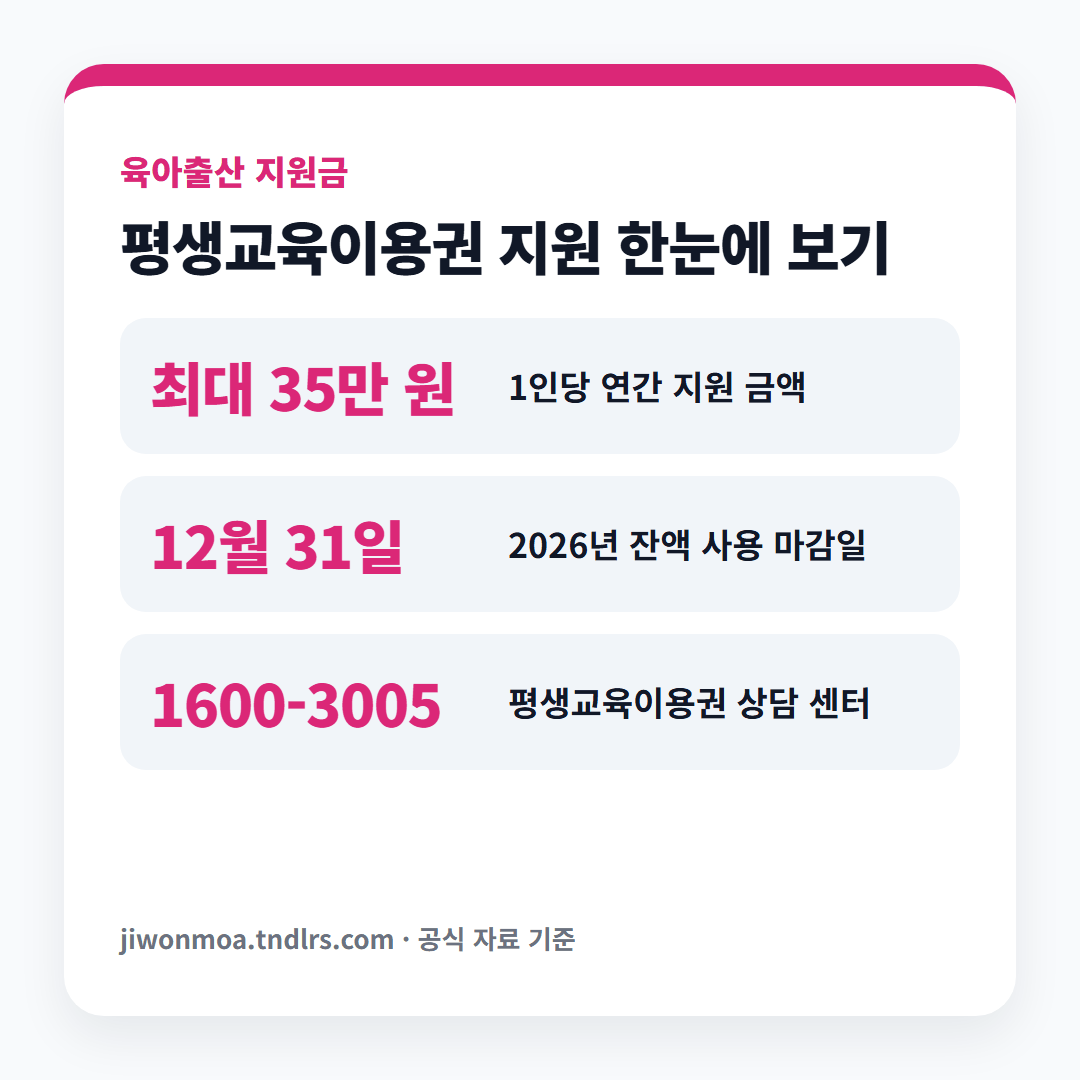 육아출산 지원금
평생교육이용권 지원 한눈에 보기
최대 35만 원 1인당 연간 지원 금액
12월 31일 2026년 잔액 사용 마감일
1600-3005 평생교육이용권 상담 센터
jiwonmoa.tndlrs.com · 공식 자료 기준